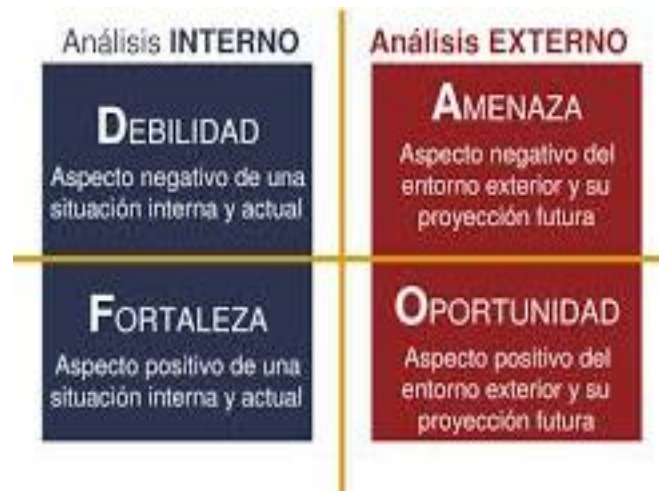 Análisis INTERNO
DEBILIDAD
Aspecto negativo de una
situación interna y actual
FORTALEZA
Aspecto positivo de una
situación interna y actual
Análisis EXTERNO
AMENAZA
Aspecto negativo del
entorno exterior y su
proyección futura
OPORTUNIDAD
Aspecto positivo del
entorno exterior y su
proyección futura